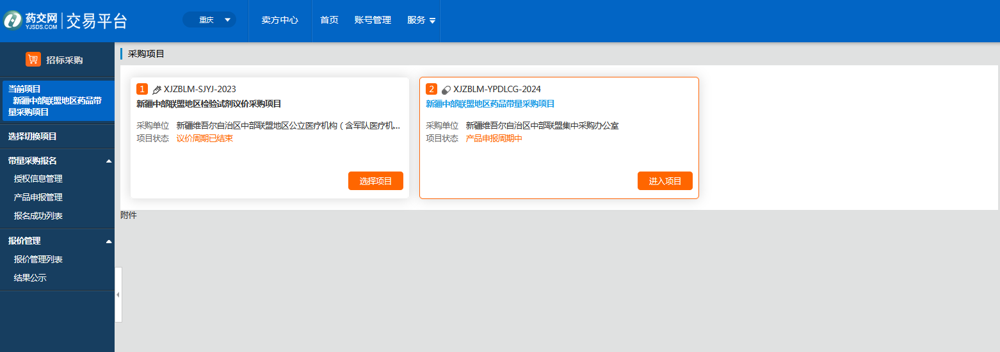 药交网
YJSDS.COM
交易平台
重庆
卖方中心
首页
账号管理
服务
招标采购
当前项目
新疆中部联盟地区药品带
量采购项目
选择切换项目
带量采购报名
授权信息管理
产品申报管理
报名成功列表
报价管理
报价管理列表
结果公示
采购项目
1 XJZBLM-SJYJ-2023
新疆中部联盟地区检验试剂议价采购项目
采购单位 新疆维吾尔自治区中部联盟地区公立医疗机构（含军队医疗机...
项目状态 议价周期已结束
选择项目
2 XJZBLM-YPDLCG-2024
新疆中部联盟地区药品带量采购项目
采购单位 新疆维吾尔自治区中部联盟集中采购办公室
项目状态 产品申报周期中
进入项目
附件